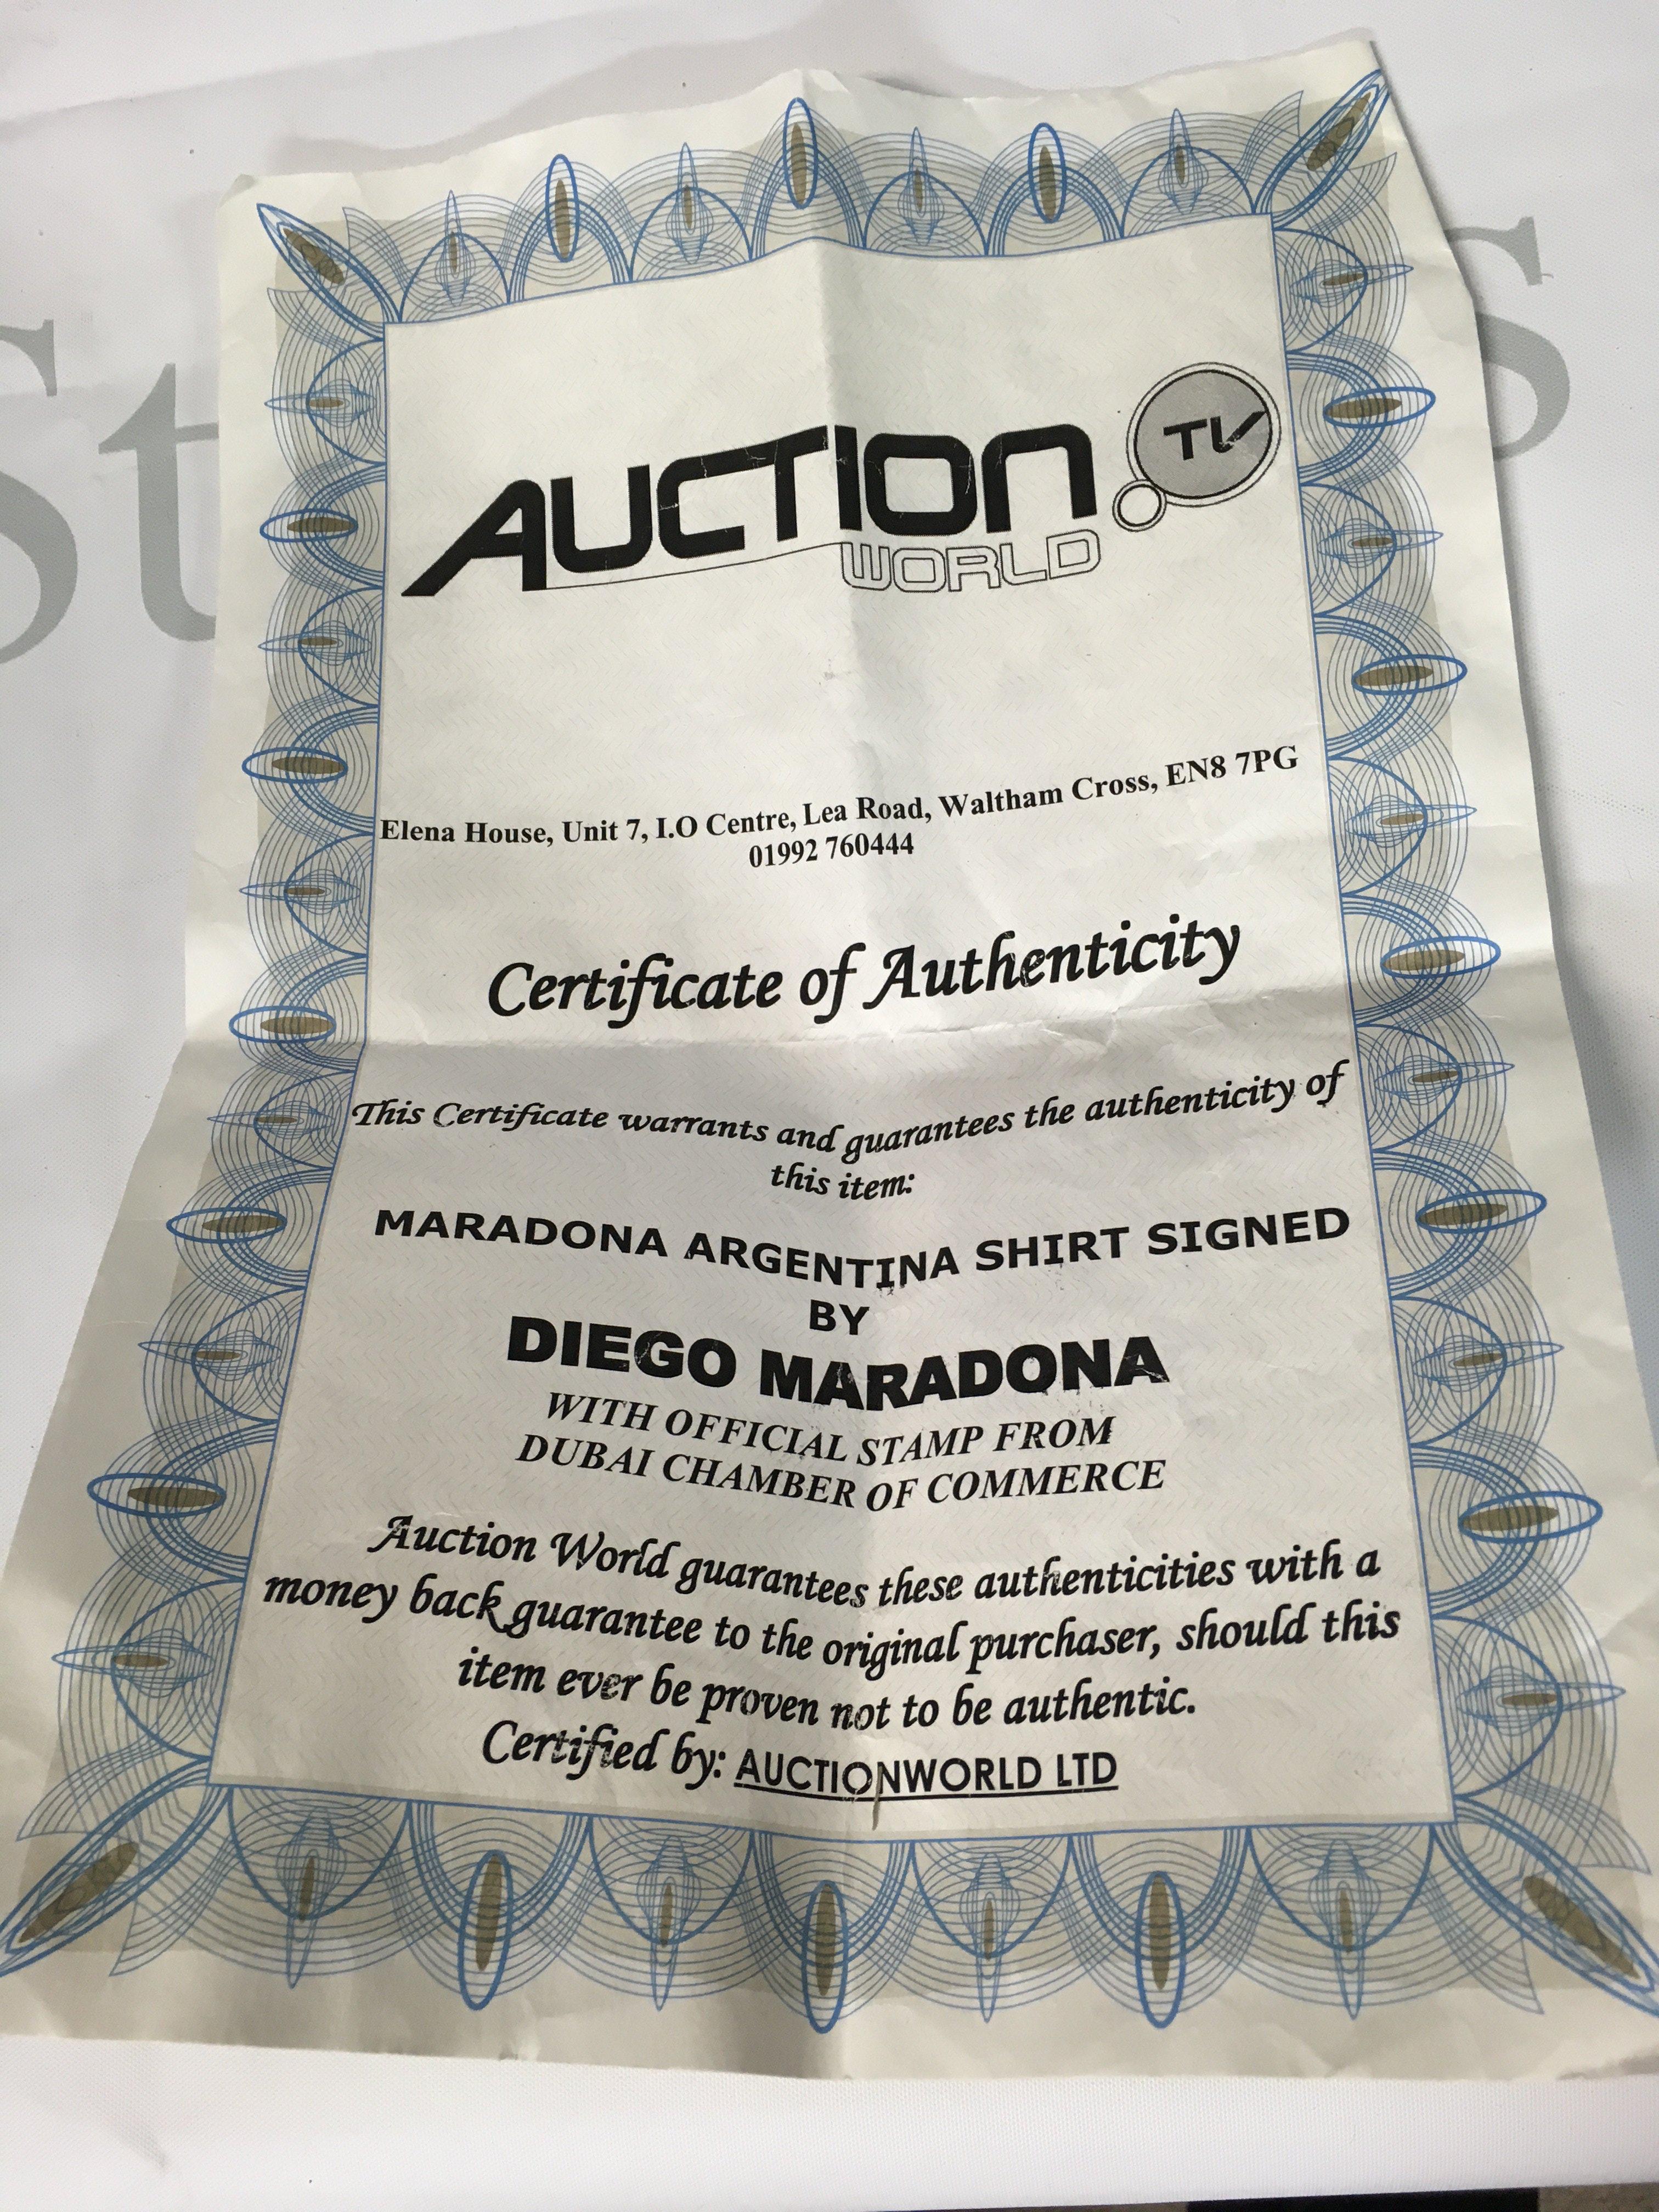 AUCTION TV
WORLD
Elena House, Unit 7, I.O Centre, Lea Road, Waltham Cross, EN8 7PG
01992 760444
Certificate of Authenticity
This Certificate warrants and guarantees the authenticity of
this item:
MARADONA ARGENTINA SHIRT SIGNED
BY
DIEGO MARADONA
WITH OFFICIAL STAMP FROM
DUBAI CHAMBER OF COMMERCE
Auction World guarantees these authenticities with a
money back guarantee to the original purchaser, should this
item ever be proven not to be authentic.
Certified by: AUCTIONWORLD LTD